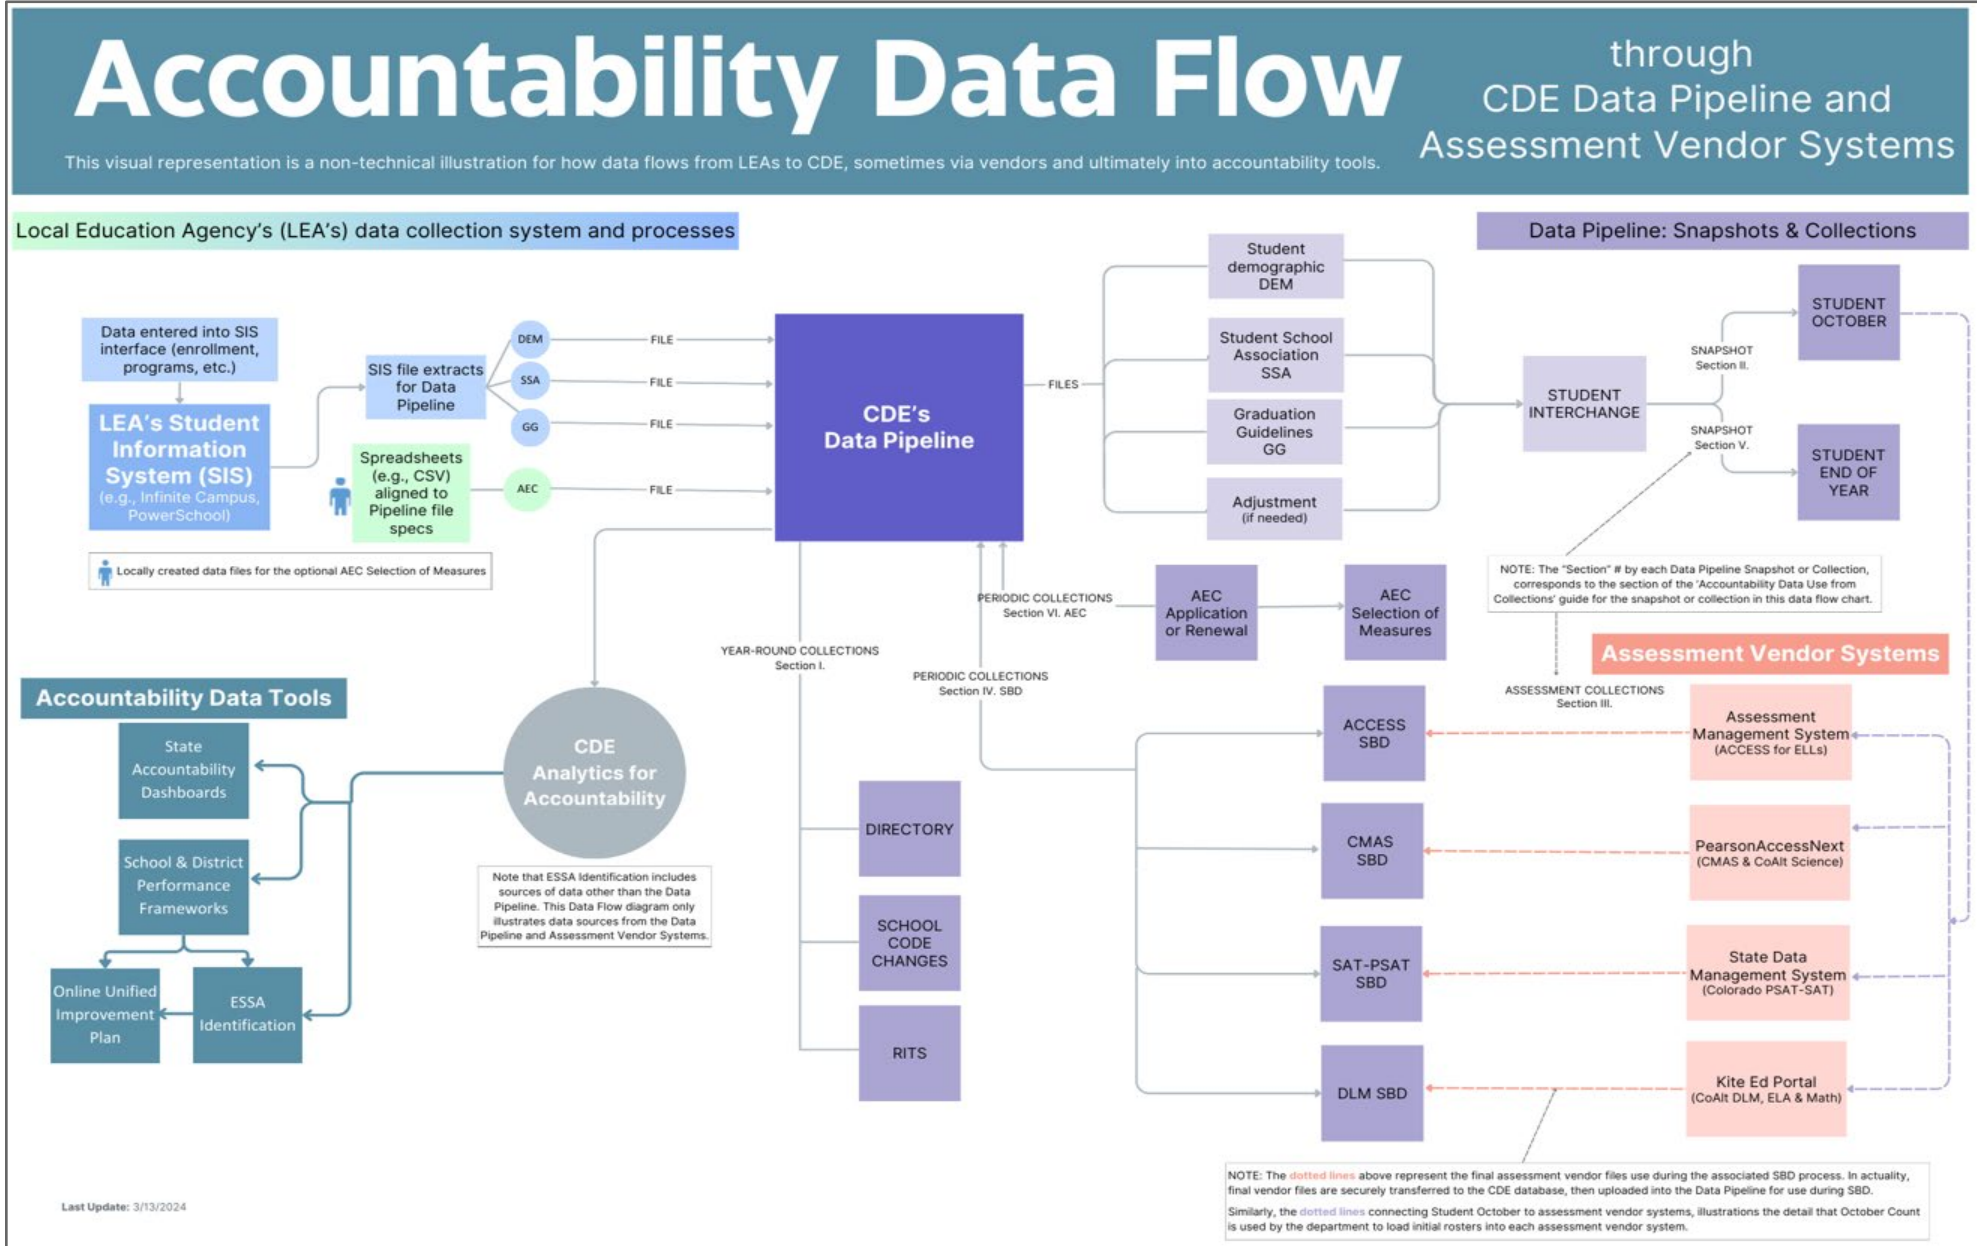 Accountability Data Flow
through
CDE Data Pipeline and
Assessment Vendor Systems
This visual representation is a non-technical illustration for how data flows from LEAs to CDE, sometimes via vendors and ultimately into accountability tools.
Local Education Agency's (LEA's) data collection system and processes
Data Pipeline: Snapshots & Collections
Data entered into SIS
interface (enrollment,
programs, etc.)
LEA's Student
Information
System (SIS)
(e.g., Infinite Campus,
PowerSchool)
SIS file extracts
for Data
Pipeline
DEM
SSA
GG
FILE
FILE
FILE
Spreadsheets
(e.g., CSV)
aligned to
Pipeline file
specs
AEC
FILE
Locally created data files for the optional AEC Selection of Measures
CDE's
Data Pipeline
FILES
Student
demographic
DEM
Student School
Association
SSA
Graduation
Guidelines
GG
Adjustment
(if needed)
STUDENT
INTERCHANGE
SNAPSHOT
Section II.
SNAPSHOT
Section V.
STUDENT
OCTOBER
STUDENT
END OF
YEAR
NOTE: The "Section" # by each Data Pipeline Snapshot or Collection,
corresponds to the section of the 'Accountability Data Use from
Collections' guide for the snapshot or collection in this data flow chart.
PERIODIC COLLECTIONS
Section VI. AEC
AEC
Application
or Renewal
AEC
Selection of
Measures
YEAR-ROUND COLLECTIONS
Section I.
PERIODIC COLLECTIONS
Section IV. SBD
Assessment Vendor Systems
ASSESSMENT COLLECTIONS
Section III.
Accountability Data Tools
State
Accountability
Dashboards
School & District
Performance
Frameworks
Online Unified
Improvement
Plan
ESSA
Identification
CDE
Analytics for
Accountability
Note that ESSA Identification includes
sources of data other than the Data
Pipeline. This Data Flow diagram only
illustrates data sources from the Data
Pipeline and Assessment Vendor Systems.
DIRECTORY
SCHOOL
CODE
CHANGES
RITS
ACCESS
SBD
CMAS
SBD
SAT-PSAT
SBD
DLM SBD
Assessment
Management System
(ACCESS for ELLs)
PearsonAccessNext
(CMAS & CoAlt Science)
State Data
Management System
(Colorado PSAT-SAT)
Kite Ed Portal
(CoAlt DLM, ELA & Math)
NOTE: The dotted lines above represent the final assessment vendor files use during the associated SBD process. In actuality,
final vendor files are securely transferred to the CDE database, then uploaded into the Data Pipeline for use during SBD.
Similarly, the dotted lines connecting Student October to assessment vendor systems, illustrations the detail that October Count
is used by the department to load initial rosters into each assessment vendor system.
Last Update: 3/13/2024